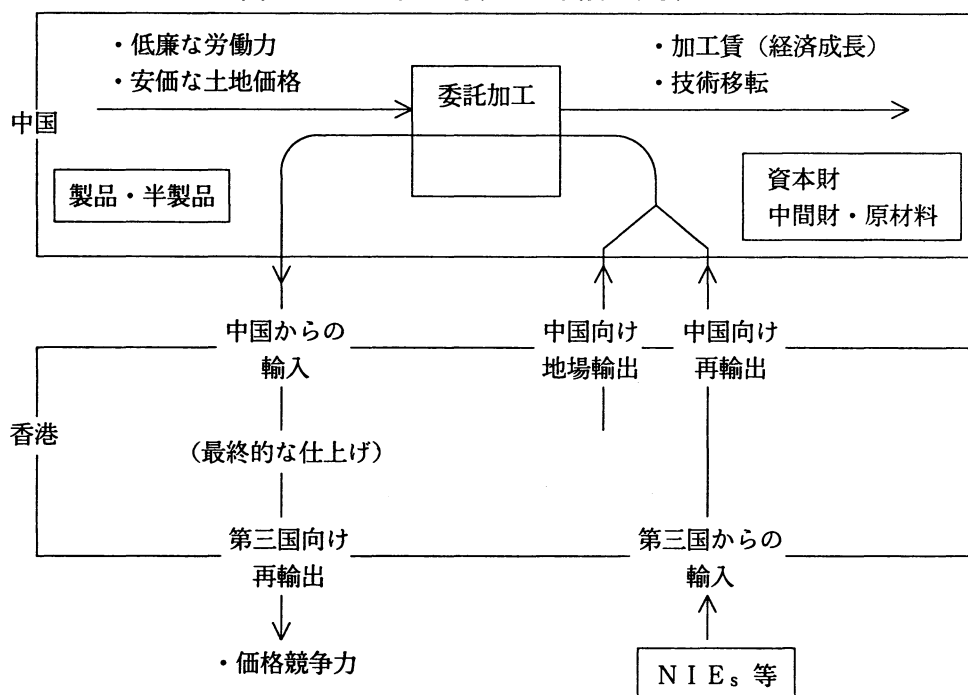 ・低廉な労働力
・安価な土地価格
委託加工
・加工賃（経済成長）
・技術移転
中国
製品・半製品
資本財
中間財・原材料
中国からの
輸入
中国向け
地場輸出
中国向け
再輸出
香港
（最終的な仕上げ）
第三国向け
再輸出
第三国からの
輸入
・価格競争力
ＮＩＥs 等